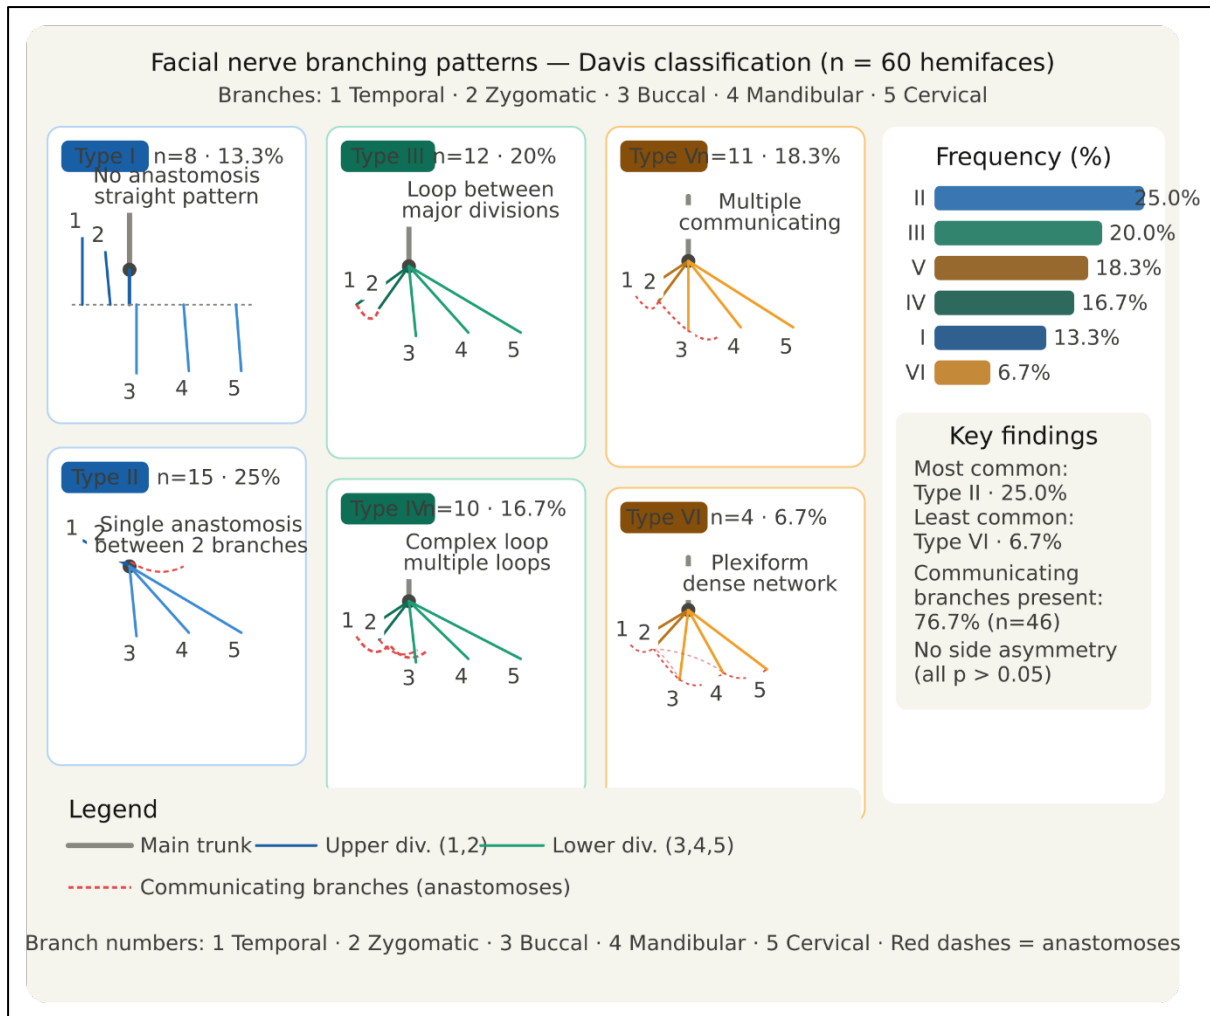 Facial nerve branching patterns — Davis classification (n = 60 hemifaces)
Branches: 1 Temporal · 2 Zygomatic · 3 Buccal · 4 Mandibular · 5 Cervical
Type I n=8 · 13.3%
No anastomosis
straight pattern
1
2
3
4
5
Type II n=15 · 25%
Single anastomosis
between 2 branches
1
2
3
4
5
Type III n=12 · 20%
Loop between
major divisions
1
2
3
4
5
Type IV n=10 · 16.7%
Complex loop
multiple loops
1
2
3
4
5
Type V n=11 · 18.3%
Multiple
communicating
1
2
3
4
5
Type VI n=4 · 6.7%
Plexiform
dense network
1
2
3
4
5
Frequency (%)
II 25.0%
III 20.0%
V 18.3%
IV 16.7%
I 13.3%
VI 6.7%
Key findings
Most common:
Type II · 25.0%
Least common:
Type VI · 6.7%
Communicating
branches present:
76.7% (n=46)
No side asymmetry
(all p > 0.05)
Legend
Main trunk Upper div. (1,2) Lower div. (3,4,5)
Communicating branches (anastomoses)
Branch numbers: 1 Temporal · 2 Zygomatic · 3 Buccal · 4 Mandibular · 5 Cervical · Red dashes = anastomoses